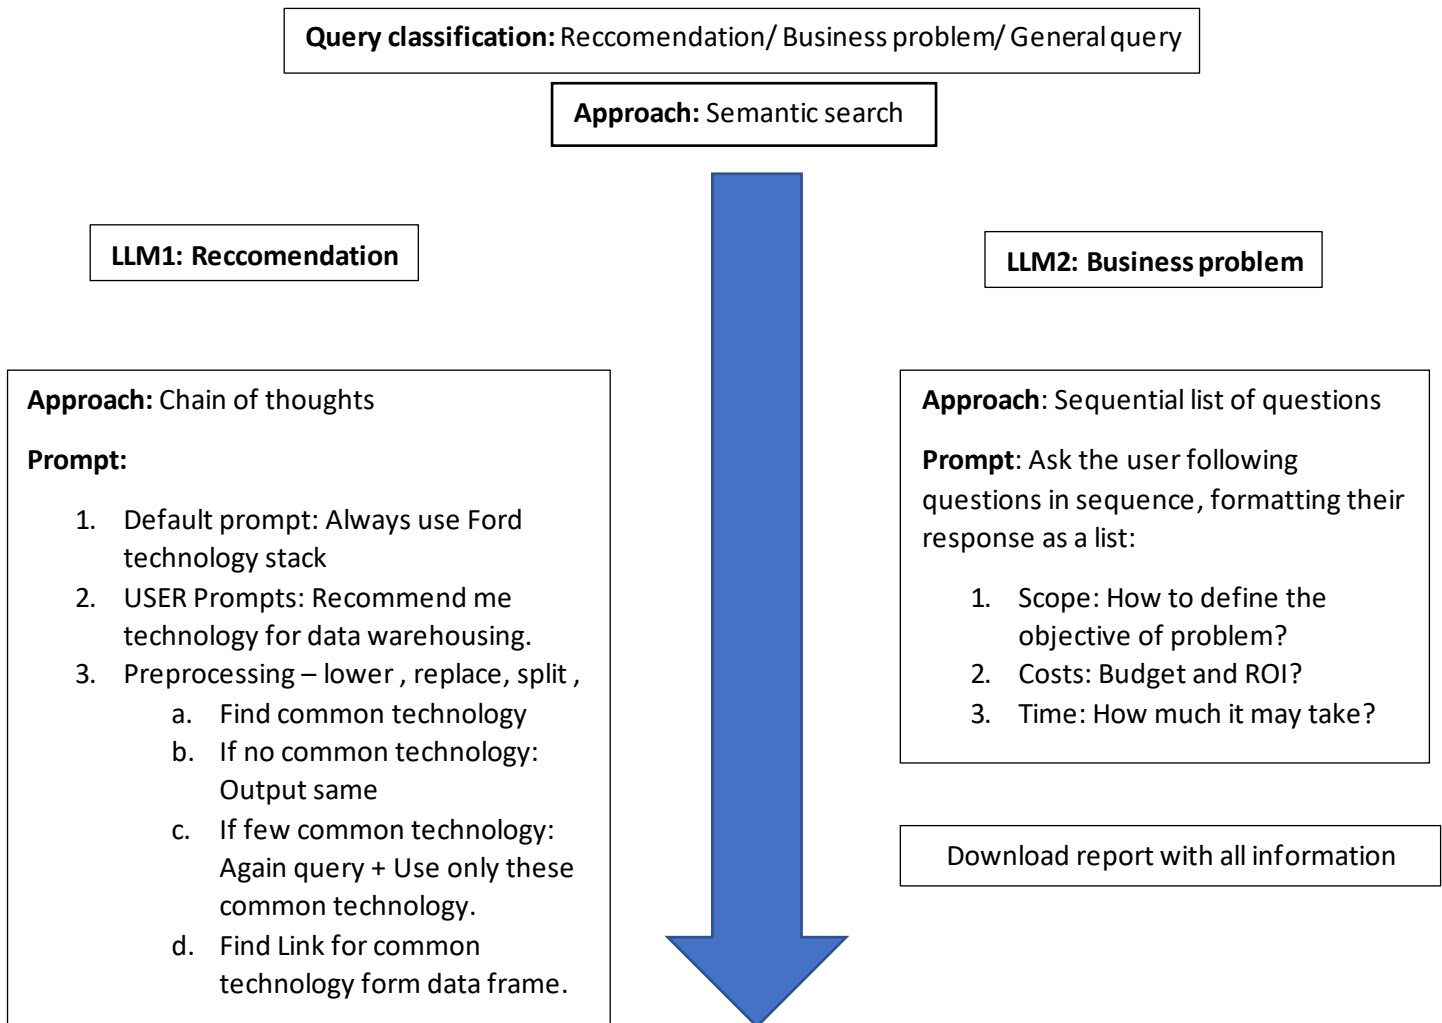 Query classification: Reccomendation/ Business problem/ General query
Approach: Semantic search
LLM1: Reccomendation
LLM2: Business problem
Approach: Chain of thoughts
Prompt:
1. Default prompt: Always use Ford
technology stack
2. USER Prompts: Recommend me
technology for data warehousing.
3. Preprocessing – lower , replace, split ,
a. Find common technology
b. If no common technology:
Output same
c. If few common technology:
Again query + Use only these
common technology.
d. Find Link for common
technology form data frame.
Approach: Sequential list of questions
Prompt: Ask the user following
questions in sequence, formatting their
response as a list:
1. Scope: How to define the
objective of problem?
2. Costs: Budget and ROI?
3. Time: How much it may take?
Download report with all information